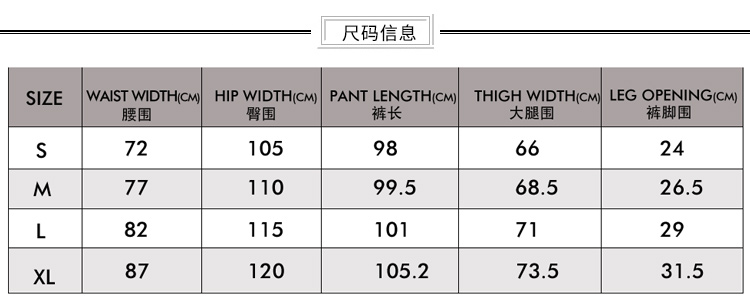 尺码信息
SIZE WAIST WIDTH(CM) HIP WIDTH(CM) PANT LENGTH(CM) THIGH WIDTH(CM) LEG OPENING(CM)
腰围 臀围 裤长 大腿围 裤脚围
S 72 105 98 66 24
M 77 110 99.5 68.5 26.5
L 82 115 101 71 29
XL 87 120 105.2 73.5 31.5